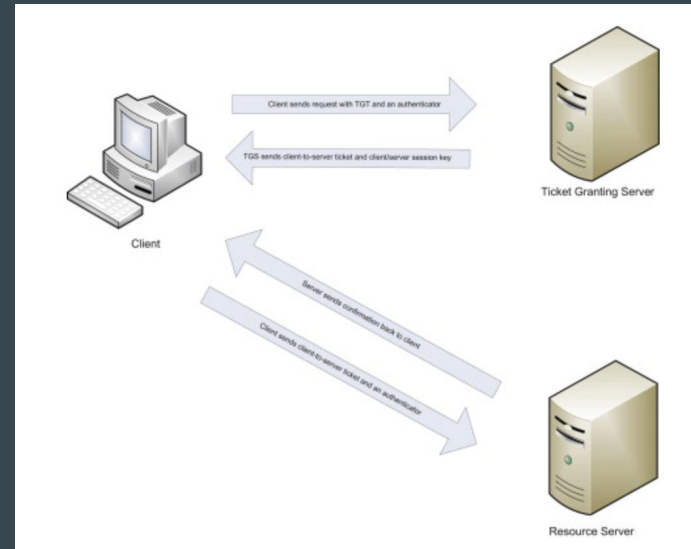 Client sends request with TGT and an authenticator
TGS sends client-to-server ticket and client/server session key
Ticket Granting Server
Client
Server sends confirmation back to client
Client sends client-to-server ticket and an authenticator
Resource Server